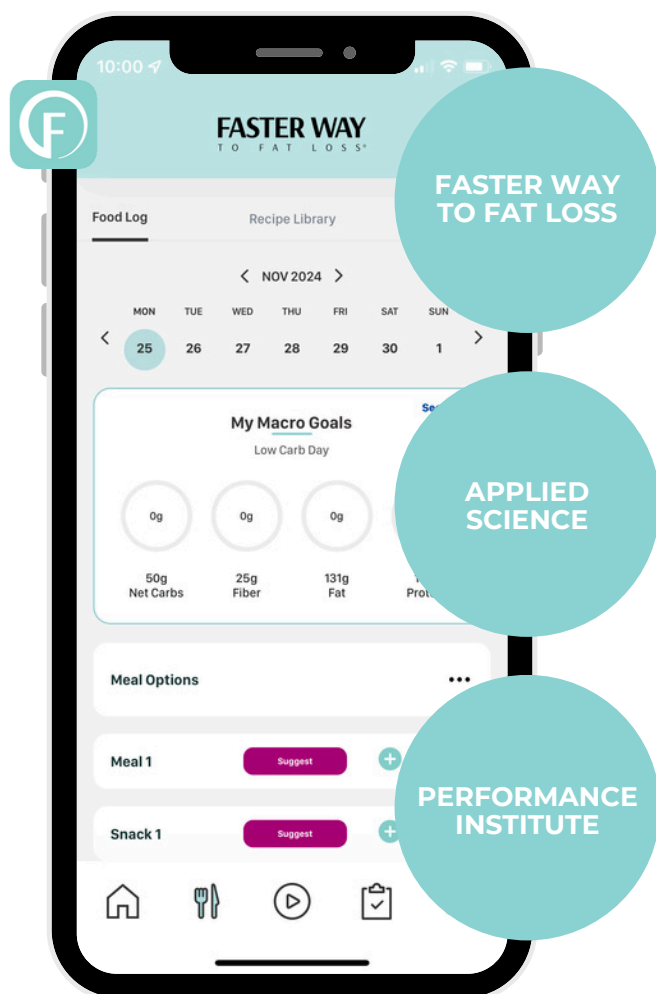 10:00
F
FASTER WAY
TO FAT LOSS®
FASTER WAY
TO FAT LOSS
Food Log
Recipe Library
NOV 2024
MON TUE WED THU FRI SAT SUN
25 26 27 28 29 30 1
My Macro Goals
Low Carb Day
0g 0g 0g
50g 25g 131g
Net Carbs Fiber Fat
APPLIED
SCIENCE
Meal Options
Meal 1 Suggest
Snack 1 Suggest
PERFORMANCE
INSTITUTE